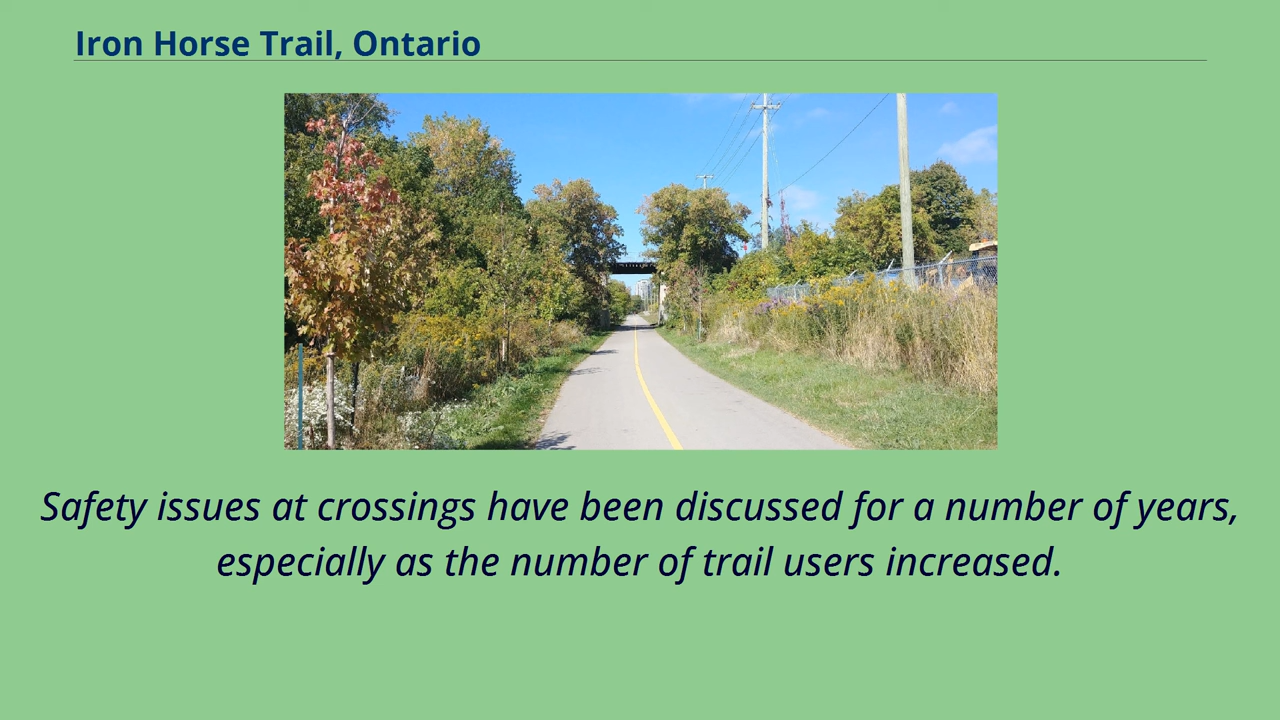 Iron Horse Trail, Ontario
Safety issues at crossings have been discussed for a number of years,
especially as the number of trail users increased.